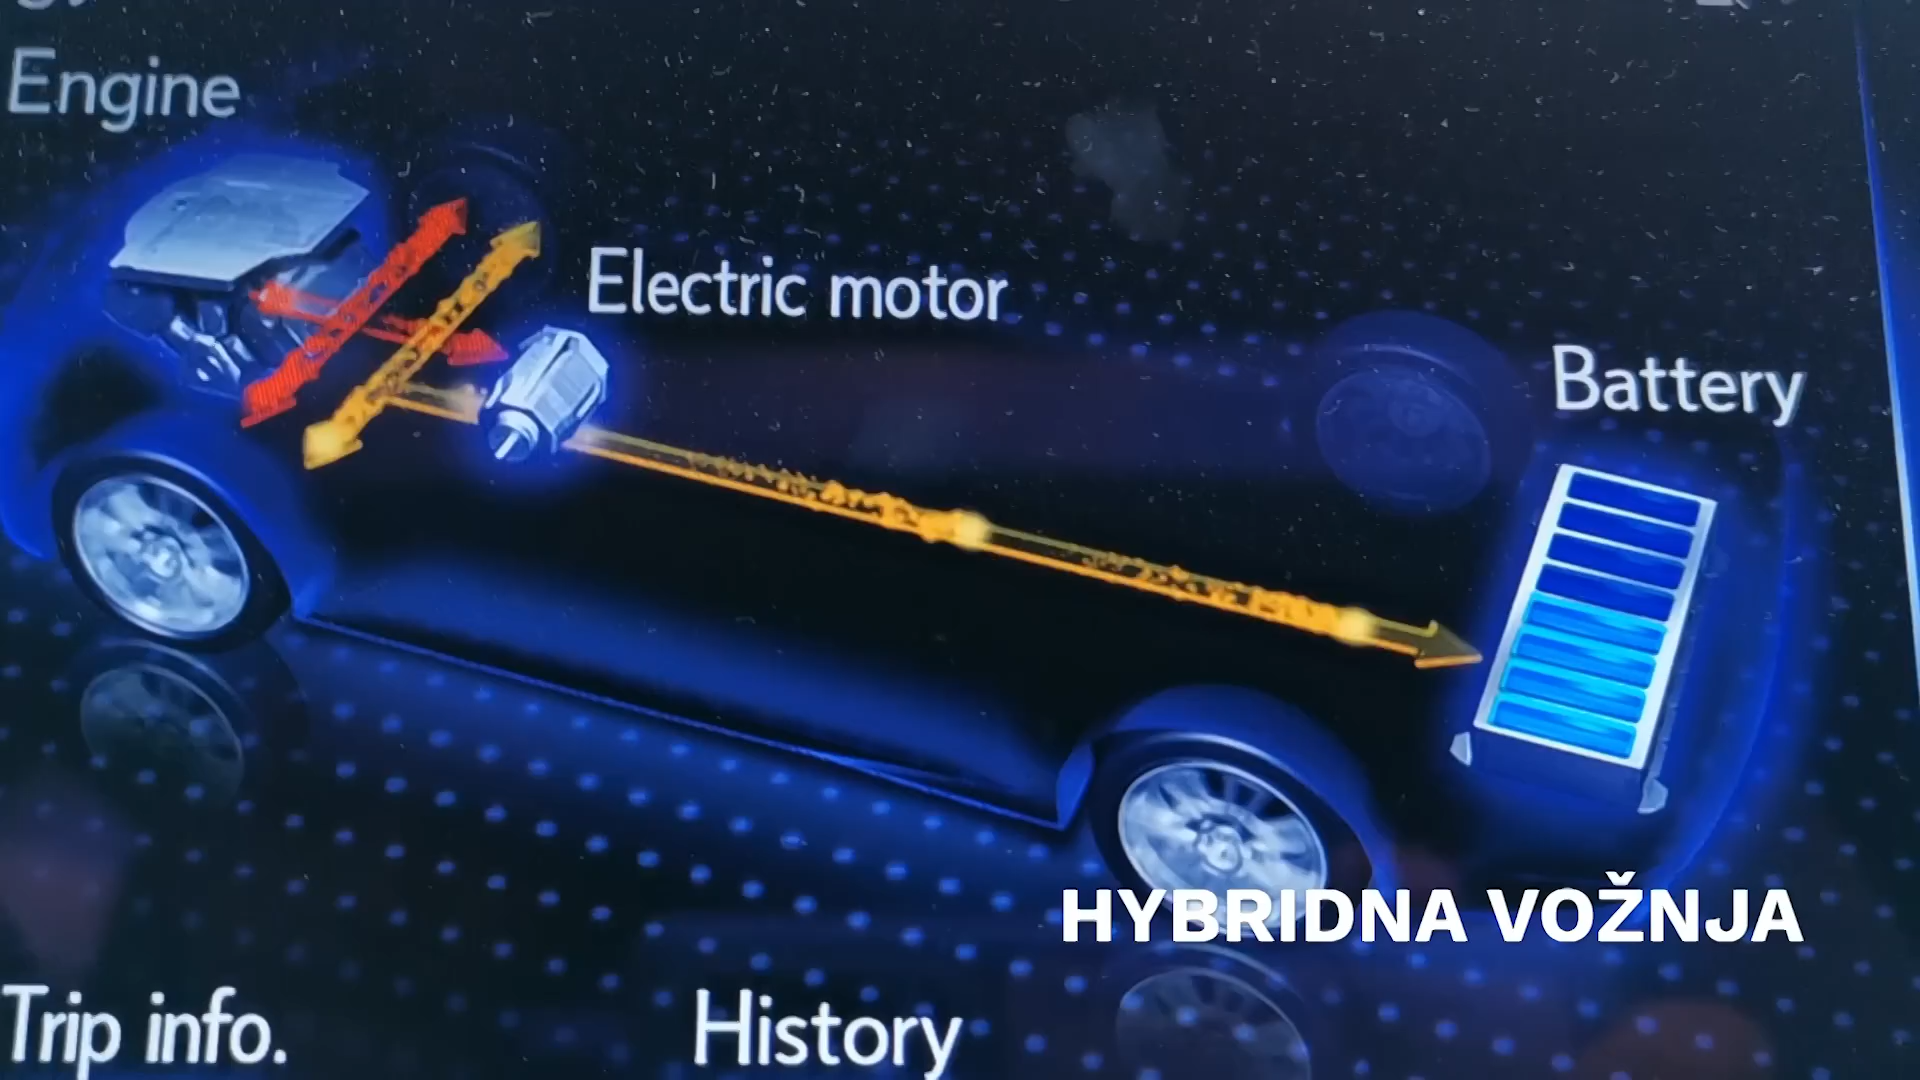 Engine
Electric motor
Battery
HYBRIDNA VOŽNJA
Trip info.
History